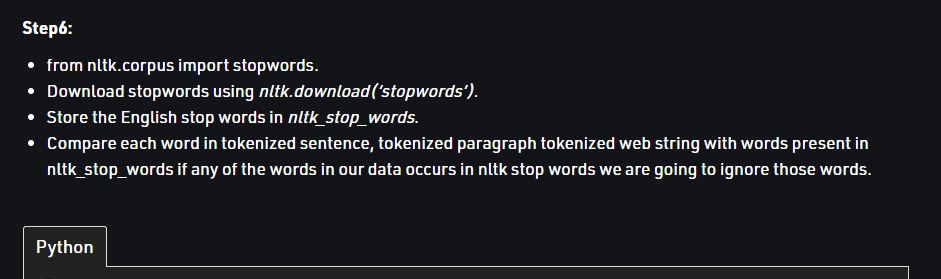 Step6:
• from nltk.corpus import stopwords.
• Download stopwords using nltk.download(‘stopwords’).
• Store the English stop words in nltk_stop_words.
• Compare each word in tokenized sentence, tokenized paragraph tokenized web string with words present in
nltk_stop_words if any of the words in our data occurs in nltk stop words we are going to ignore those words.
Python